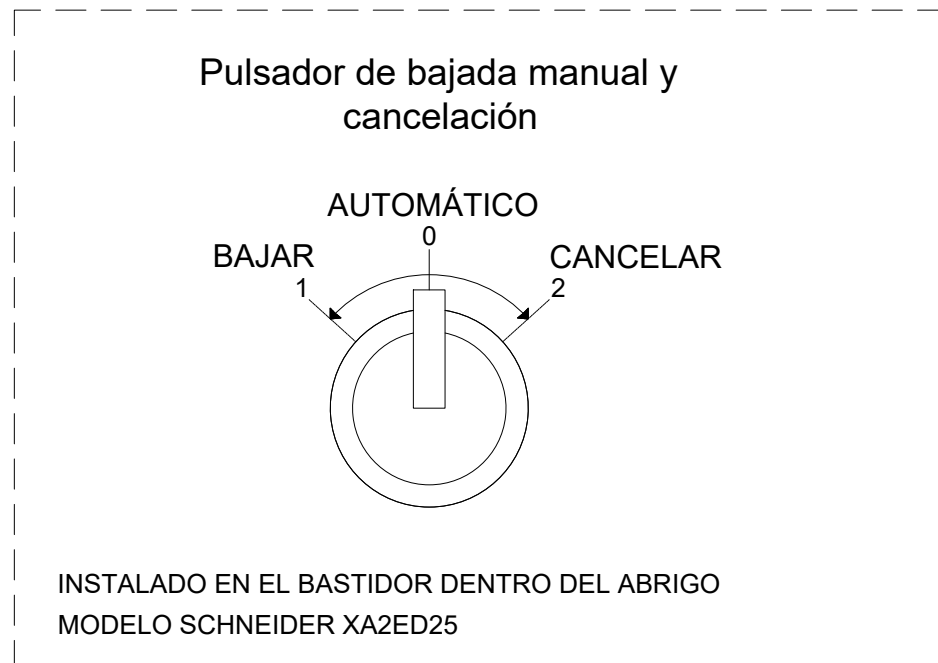 Pulsador de bajada manual y
cancelación
AUTOMÁTICO
0
BAJAR
1
CANCELAR
2
INSTALADO EN EL BASTIDOR DENTRO DEL ABRIGO
MODELO SCHNEIDER XA2ED25